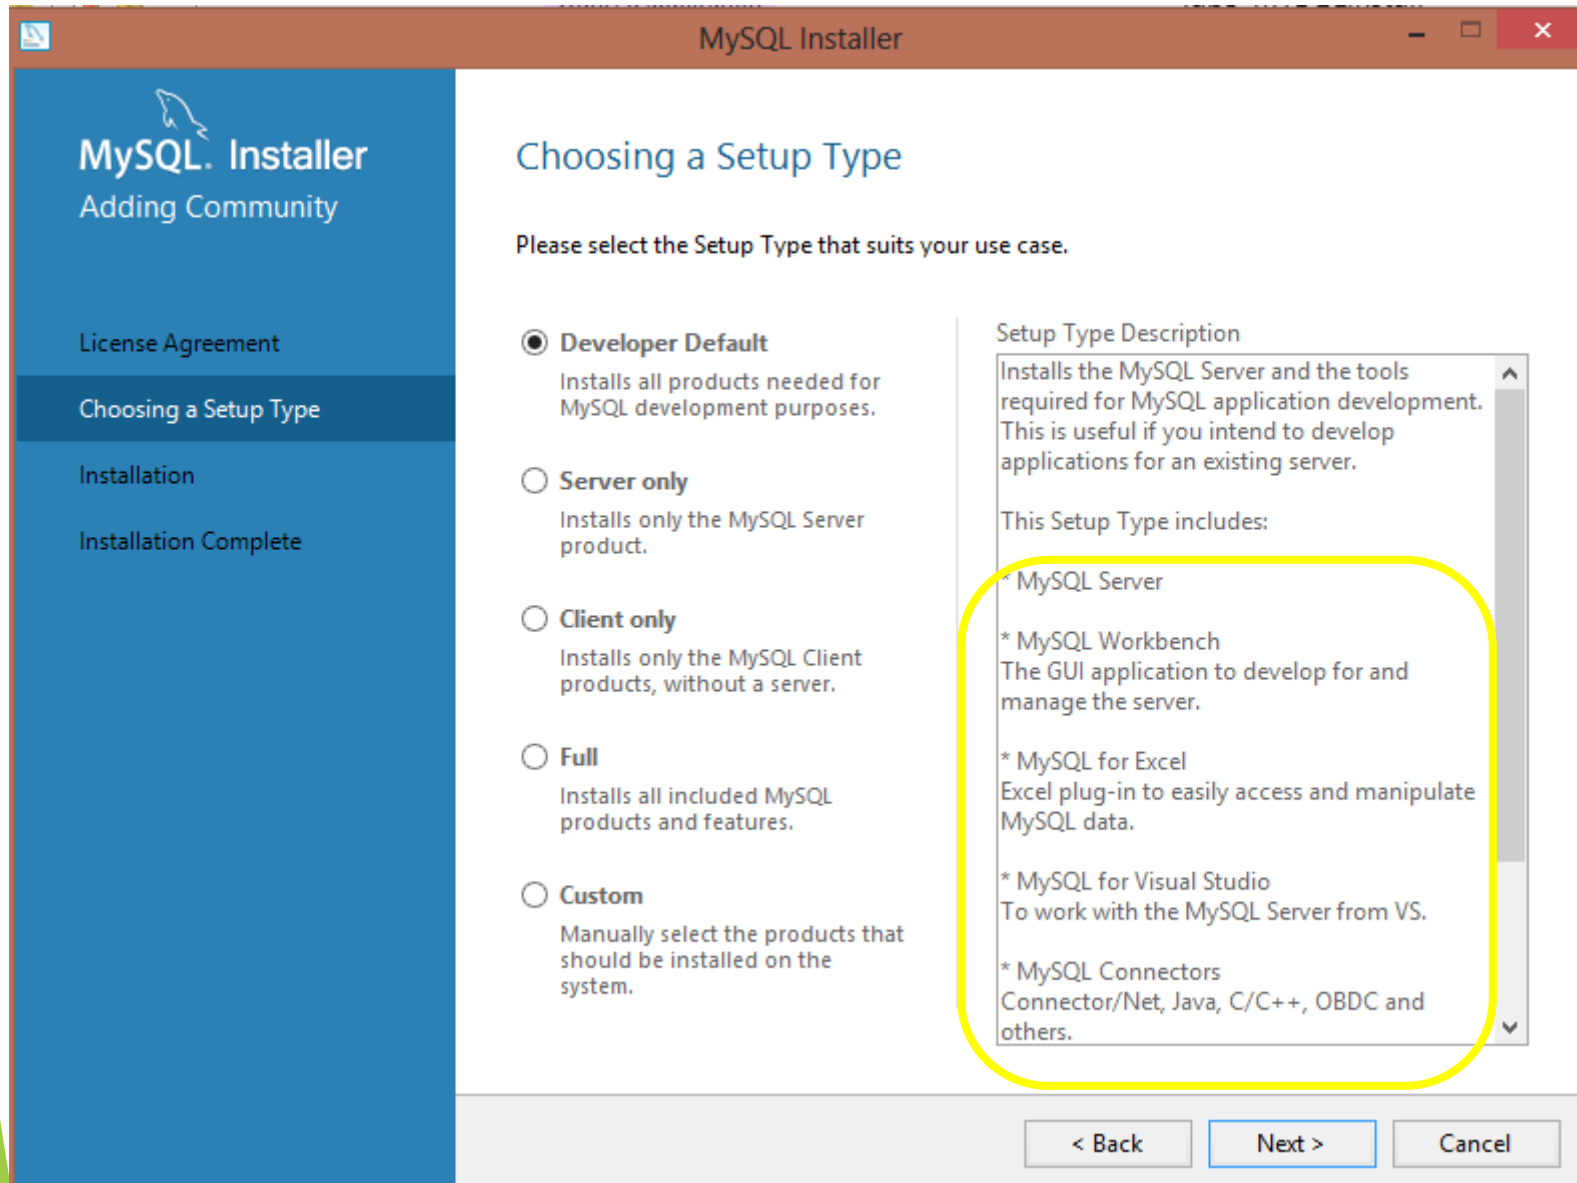 MySQL Installer
MySQL. Installer
Adding Community
License Agreement
Choosing a Setup Type
Installation
Installation Complete
Choosing a Setup Type
Please select the Setup Type that suits your use case.
Developer Default
Installs all products needed for
MySQL development purposes.
Server only
Installs only the MySQL Server
product.
Client only
Installs only the MySQL Client
products, without a server.
Full
Installs all included MySQL
products and features.
Custom
Manually select the products that
should be installed on the
system.
Setup Type Description
Installs the MySQL Server and the tools
required for MySQL application development.
This is useful if you intend to develop
applications for an existing server.
This Setup Type includes:
* MySQL Server
* MySQL Workbench
The GUI application to develop for and
manage the server.
* MySQL for Excel
Excel plug-in to easily access and manipulate
MySQL data.
* MySQL for Visual Studio
To work with the MySQL Server from VS.
* MySQL Connectors
Connector/Net, Java, C/C++, OBDC and
others.
< Back
Next >
Cancel